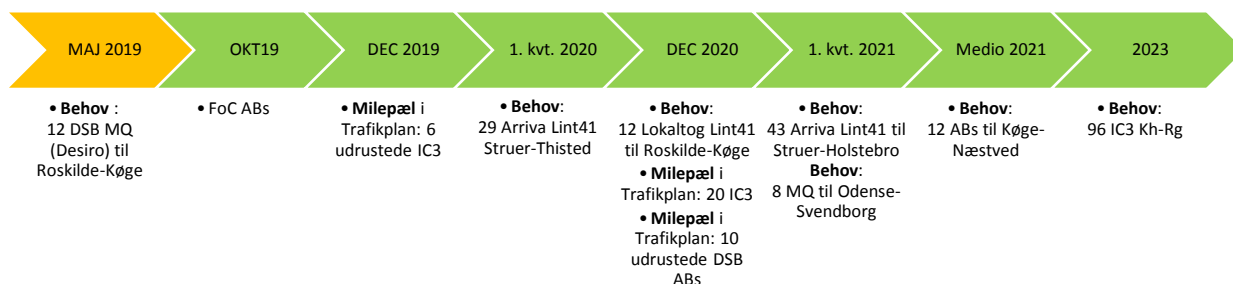 MAJ 2019
OKT19
DEC 2019
1. kvt. 2020
DEC 2020
1. kvt. 2021
Medio 2021
2023
• Behov :
12 DSB MQ
(Desiro) til
Roskilde-Køge
• FoC ABs
• Milepæl i
Trafikplan: 6
udrustede IC3
• Behov:
29 Arriva Lint41
Struer-Thisted
• Behov:
12 Lokaltog Lint41
til Roskilde-Køge
• Milepæl i
Trafikplan: 20 IC3
• Milepæl i
Trafikplan: 10
udrustede DSB
ABs
• Behov:
43 Arriva Lint41 til
Struer-Holstebro
Behov:
8 MQ til Odense-
Svendborg
• Behov:
12 ABs til Køge-
Næstved
• Behov:
96 IC3 Kh-Rg